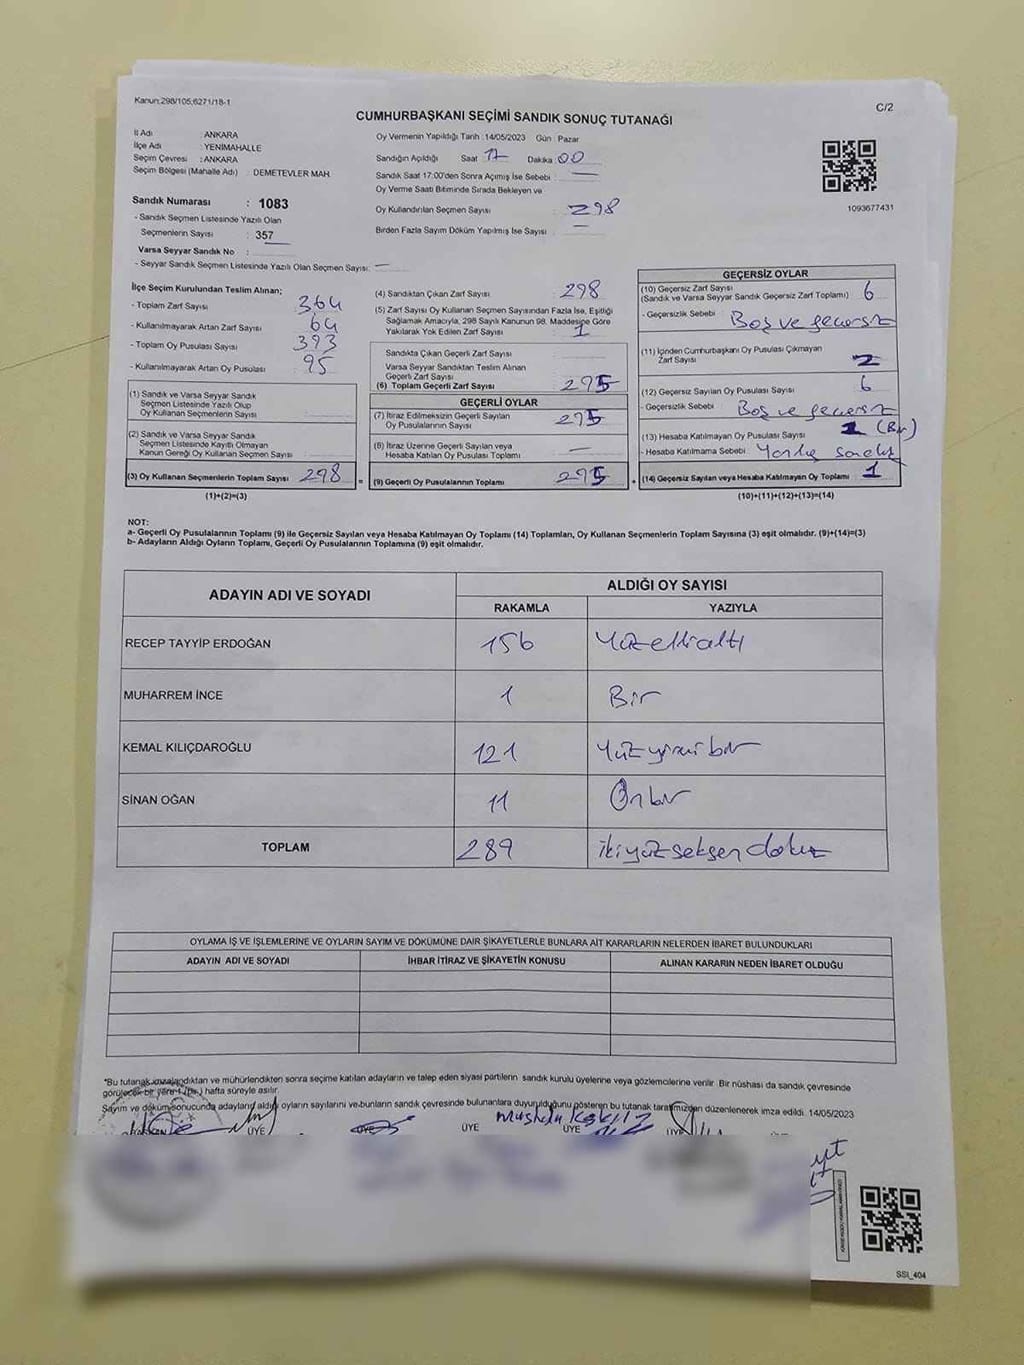 Kanun:298/105;6271/18-1
C/2
CUMHURBAŞKANI SEÇİMİ SANDIK SONUÇ TUTANAĞI
İl Adı : ANKARA
İlçe Adı : YENİMAHALLE
Seçim Çevresi : ANKARA
Seçim Bölgesi (Mahalle Adı) : DEMETEVLER MAH.
Sandık Numarası : 1083
- Sandık Seçmen Listesinde Yazılı Olan
Seçmenlerin Sayısı : 357
Varsa Seyyar Sandık No :
- Seyyar Sandık Seçmen Listesinde Yazılı Olan Seçmen Sayısı: —
Oy Vermenin Yapıldığı Tarih :14/05/2023 Gün : Pazar
Sandığın Açıldığı Saat 17 Dakika :00
Sandık Saat 17:00'den Sonra Açımış İse Sebebi : —
Oy Verme Saati Bitiminde Sırada Bekleyen ve
Oy Kullandırılan Seçmen Sayısı : 298
Birden Fazla Sayım Döküm Yapılmış İse Sayısı : —
1093677431
İlçe Seçim Kurulundan Teslim Alınan;
- Toplam Zarf Sayısı 364
- Kullanılmayarak Artan Zarf Sayısı 64
- Toplam Oy Pusulası Sayısı 393
- Kullanılmayarak Artan Oy Pusulası 95
(1) Sandık ve Varsa Seyyar Sandık
Seçmen Listesinde Yazılı Olup
Oy Kullanan Seçmenlerin Sayısı
(2) Sandık ve Varsa Seyyar Sandık
Seçmen Listesinde Kayıtlı Olmayan
Kanun Gereği Oy Kullanan Seçmen Sayısı
(3) Oy Kullanan Seçmenlerin Toplam Sayısı 298
(1)+(2)=(3)
(4) Sandıktan Çıkan Zarf Sayısı 298
(5) Zarf Sayısı Oy Kullanan Seçmen Sayısından Fazla İse, Eşitliği
Sağlamak Amacıyla, 298 Sayılı Kanunun 98. Maddesine Göre
Yakılarak Yok Edilen Zarf Sayısı 1
Sandıkta Çıkan Geçerli Zarf Sayısı
Varsa Seyyar Sandıktan Teslim Alınan
Geçerli Zarf Sayısı
(6) Toplam Geçerli Zarf Sayısı 295
GEÇERLİ OYLAR
(7) İtiraz Edilmeksizin Geçerli Sayılan
Oy Pusulasının Sayısı 295
(8) İtiraz Üzerine Geçerli Sayılan veya
Hesaba Katılan Oy Pusulası Toplamı —
(9) Geçerli Oy Pusulalarının Toplamı 295
=
+
GEÇERSİZ OYLAR
(10) Geçersiz Zarf Sayısı
(Sandık ve Varsa Seyyar Sandık Geçersiz Zarf Toplamı) 6
- Geçersizlik Sebebi : Boş ve geçersiz
(11) İçinden Cumhurbaşkanı Oy Pusulası Çıkmayan
Zarf Sayısı 2
(12) Geçersiz Sayılan Oy Pusulası Sayısı 6
- Geçersizlik Sebebi : Boş ve geçersiz
(13) Hesaba Katılmayan Oy Pusulası Sayısı 1 (Bir)
- Hesaba Katılmama Sebebi : Yanlış sandık
(14) Geçersiz Sayılan veya Hesaba Katılmayan Oy Toplamı 1
(10)+(11)+(12)+(13)=(14)
NOT:
a- Geçerli Oy Pusulalarının Toplamı (9) ile Geçersiz Sayılan veya Hesaba Katılmayan Oy Toplamı (14) Toplamları, Oy Kullanan Seçmenlerin Toplam Sayısına (3) eşit olmalıdır. (9)+(14)=(3)
b- Adayların Aldığı Oyların Toplamı, Geçerli Oy Pusulalarının Toplamına (9) eşit olmalıdır.
ADAYIN ADI VE SOYADI
ALDIĞI OY SAYISI
RAKAMLA YAZIYLA
RECEP TAYYİP ERDOĞAN 156 Yüzellialtı
MUHARREM İNCE 1 Bir
KEMAL KILIÇDAROĞLU 121 Yüzyirmibir
SİNAN OĞAN 11 Onbir
TOPLAM 289 ikiyüzseksendokuz
OYLAMA İŞ VE İŞLEMLERİNE VE OYLARIN SAYIM VE DÖKÜMÜNE DAİR ŞİKAYETLERLE BUNLARA AİT KARARLARIN NELERDEN İBARET BULUNDUKLARI
ADAYIN ADI VE SOYADI İHBAR İTİRAZ VE ŞİKAYETİN KONUSU ALINAN KARARIN NEDEN İBARET OLDUĞU
*Bu tutanak imzalandıktan ve mühürlendikten sonra seçime katılan adayların ve talep eden siyasi partilerin sandık kurulu üyelerine veya gözlemcilerine verilir. Bir nüshası da sandık çevresinde
görülecek bir yere 1 (bir) hafta süreyle asılır.
Sayım ve döküm sonucunda adayların aldığı oyların sayılarını ve bunların sandık çevresinde bulunanlara duyurulduğunu gösteren bu tutanak tarafımızdan düzenlenerek imza edildi. 14/05/2023
BAŞKAN ÜYE ÜYE ÜYE ÜYE ÜYE ÜYE
SSI_404